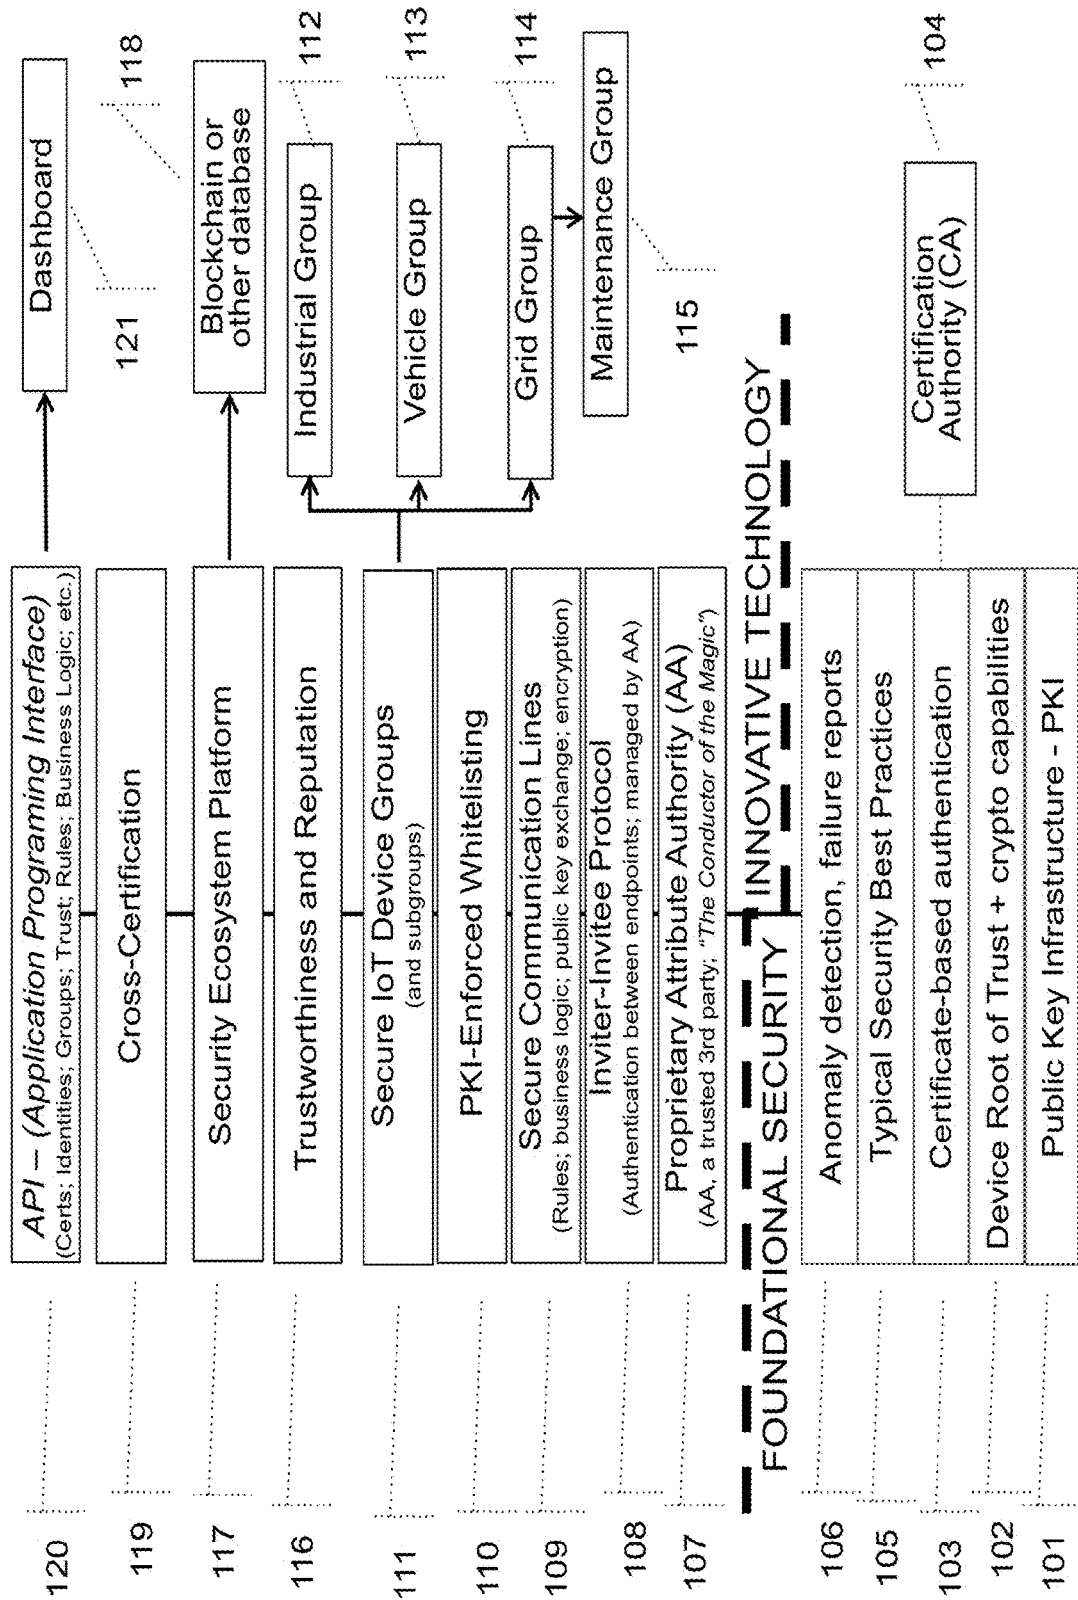 120
API – (Application Programing Interface)
(Certs; Identities; Groups; Trust; Rules; Business Logic; etc.)
Dashboard
121
119
Cross-Certification
118
117
Security Ecosystem Platform
Blockchain or
other database
116
Trustworthiness and Reputation
Industrial Group
112
111
Secure IoT Device Groups
(and subgroups)
Vehicle Group
113
110
PKI-Enforced Whitelisting
109
Secure Communication Lines
(Rules; business logic; public key exchange; encryption)
Grid Group
114
108
Inviter-Invitee Protocol
(Authentication between endpoints; managed by AA)
Maintenance Group
115
107
Proprietary Attribute Authority (AA)
(AA, a trusted 3rd party; "The Conductor of the Magic")
INNOVATIVE TECHNOLOGY
FOUNDATIONAL SECURITY
106
Anomaly detection, failure reports
105
Typical Security Best Practices
103
Certificate-based authentication
Certification
Authority (CA)
104
102
Device Root of Trust + crypto capabilities
101
Public Key Infrastructure - PKI